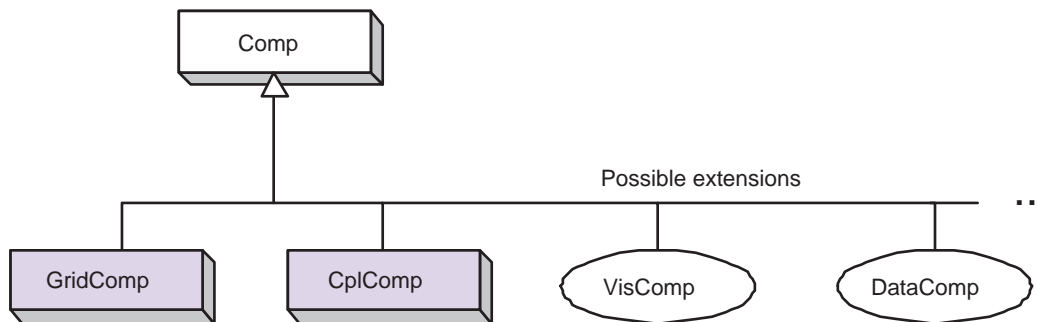 Comp
Possible extensions
..
GridComp
CplComp
VisComp
DataComp